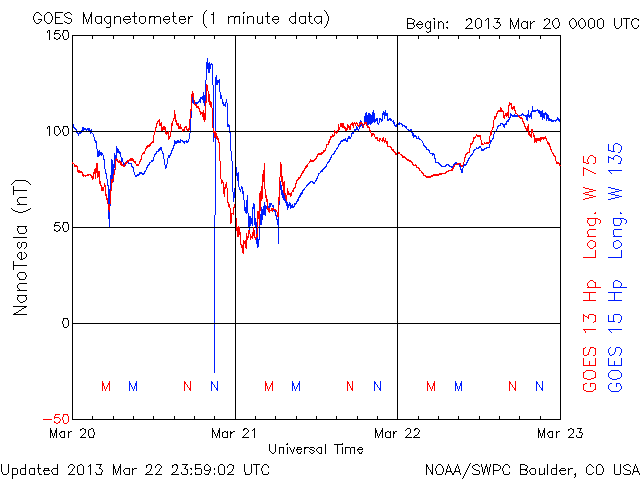 GOES Magnetometer (1 minute data)
Begin: 2013 Mar 20 0000 UTC
150
100
50
0
-50
NanoTesla (nT)
M M N N M M N N M M N N
Mar 20 Mar 21 Mar 22 Mar 23
Universal Time
GOES 13 Hp Long. W 75
GOES 15 Hp Long. W 135
Updated 2013 Mar 22 23:59:02 UTC
NOAA/SWPC Boulder, CO USA